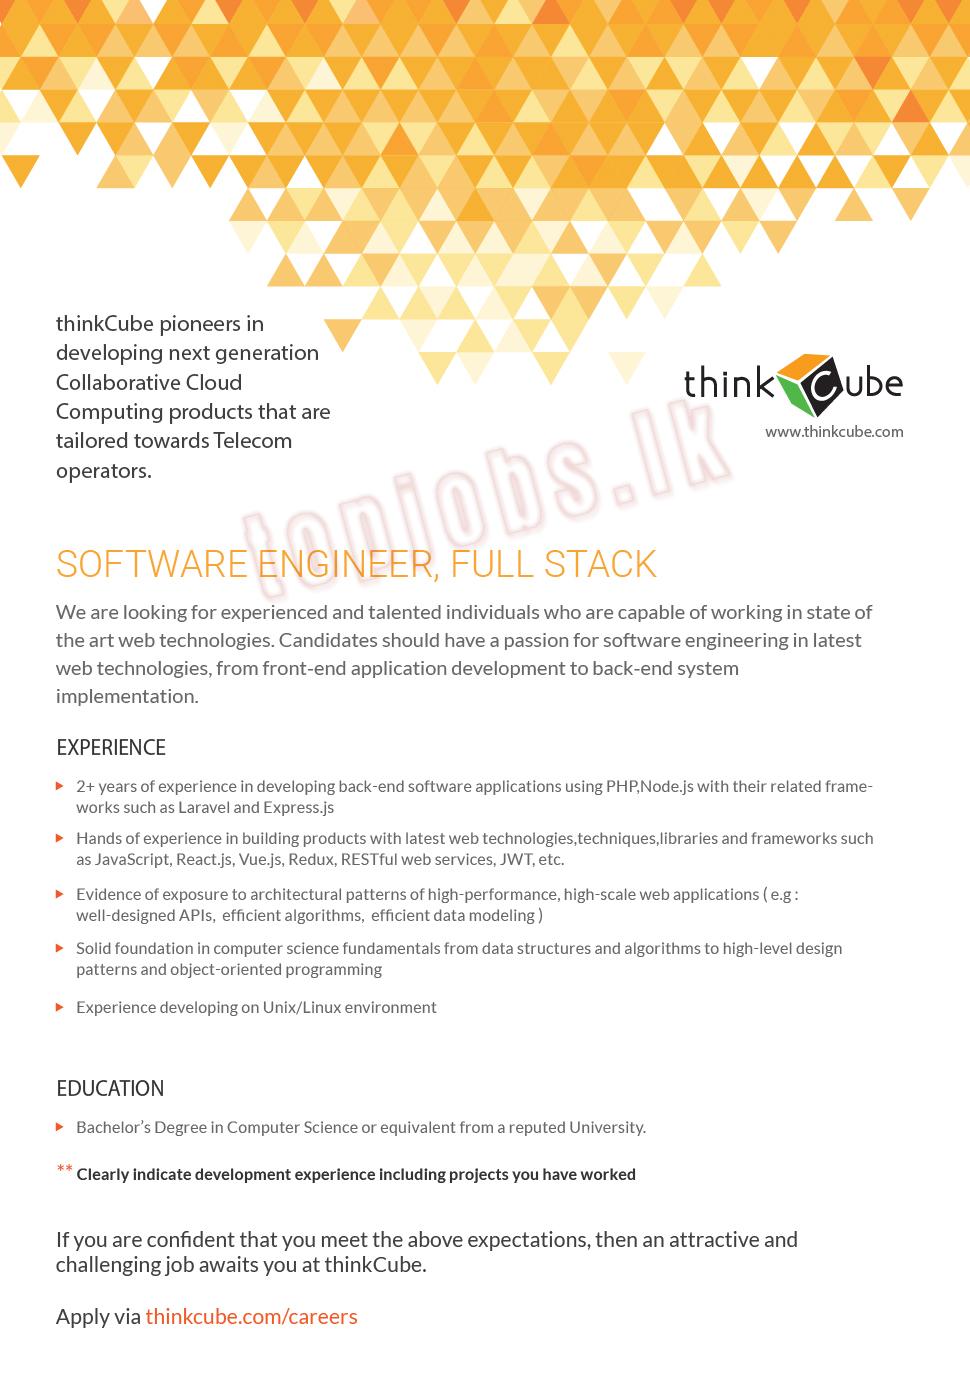 thinkCube pioneers in
developing next generation
Collaborative Cloud
Computing products that are
tailored towards Telecom
operators.
thinkCube
www.thinkcube.com
topjobs.lk
SOFTWARE ENGINEER, FULL STACK
We are looking for experienced and talented individuals who are capable of working in state of
the art web technologies. Candidates should have a passion for software engineering in latest
web technologies, from front-end application development to back-end system
implementation.
EXPERIENCE
2+ years of experience in developing back-end software applications using PHP,Node.js with their related frame-
works such as Laravel and Express.js
Hands of experience in building products with latest web technologies,techniques,libraries and frameworks such
as JavaScript, React.js, Vue.js, Redux, RESTful web services, JWT, etc.
Evidence of exposure to architectural patterns of high-performance, high-scale web applications ( e.g :
well-designed APIs, efficient algorithms, efficient data modeling )
Solid foundation in computer science fundamentals from data structures and algorithms to high-level design
patterns and object-oriented programming
Experience developing on Unix/Linux environment
EDUCATION
Bachelor's Degree in Computer Science or equivalent from a reputed University.
** Clearly indicate development experience including projects you have worked
If you are confident that you meet the above expectations, then an attractive and
challenging job awaits you at thinkCube.
Apply via thinkcube.com/careers